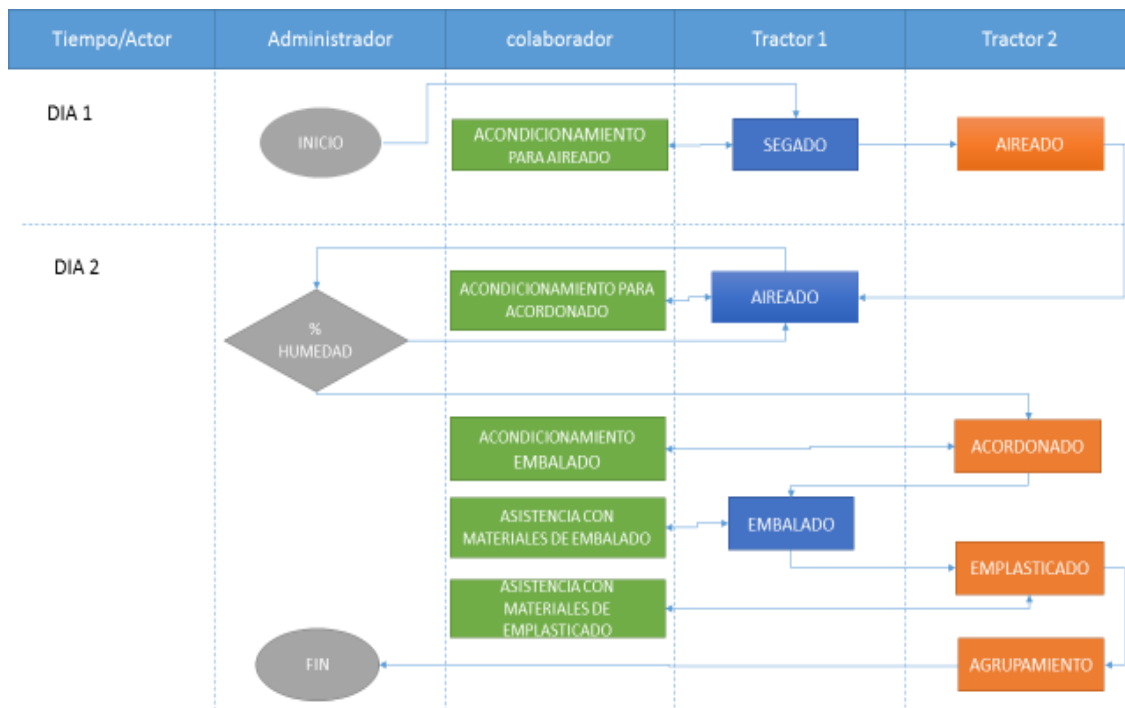 Tiempo/Actor
Administrador
colaborador
Tractor 1
Tractor 2
DIA 1
INICIO
ACONDICIONAMIENTO
PARA AIREADO
SEGADO
AIREADO
DIA 2
ACONDICIONAMIENTO PARA
ACORDONADO
AIREADO
%
HUMEDAD
ACONDICIONAMIENTO
EMBALADO
ACORDONADO
ASISTENCIA CON
MATERIALES DE EMBALADO
EMBALADO
EMPLASTICADO
ASISTENCIA CON
MATERIALES DE
EMPLASTICADO
FIN
AGRUPAMIENTO